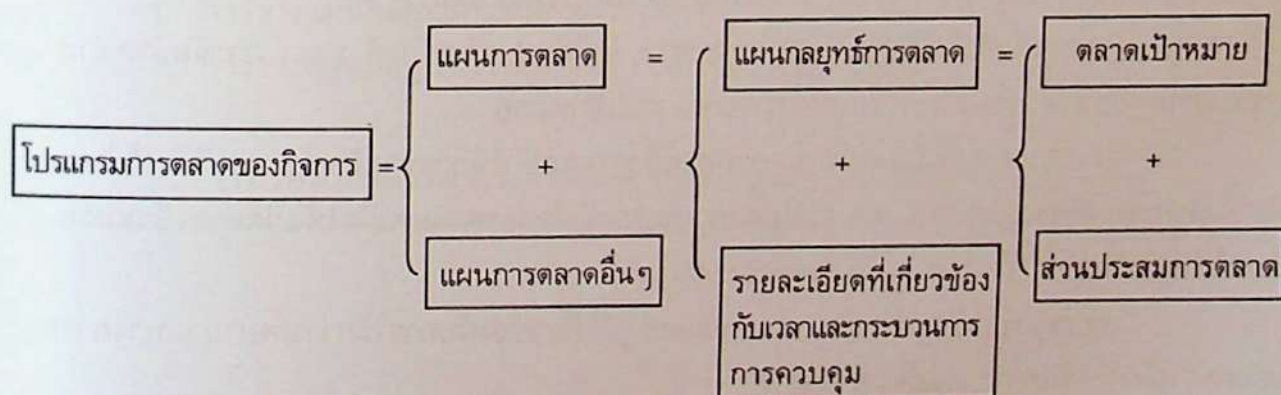 แผนการตลาด = แผนกลยุทธ์การตลาด = ตลาดเป้าหมาย
โปรแกรมการตลาดของกิจการ = + + +
แผนการตลาดอื่นๆ
รายละเอียดที่เกี่ยวข้อง
กับเวลาและกระบวนการ
การควบคุม
ส่วนประสมการตลาด